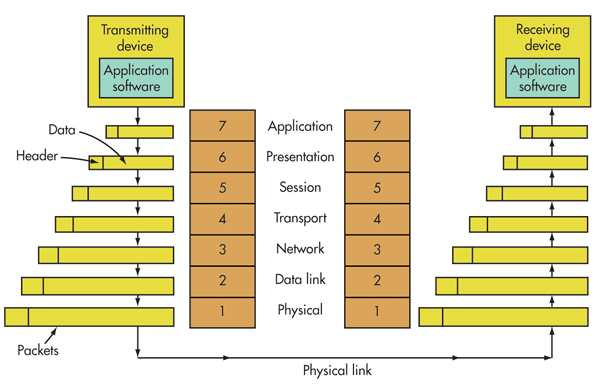 Transmitting
device
Application
software
Receiving
device
Application
software
Data
Header
7 Application 7
6 Presentation 6
5 Session 5
4 Transport 4
3 Network 3
2 Data link 2
1 Physical 1
Packets
Physical link